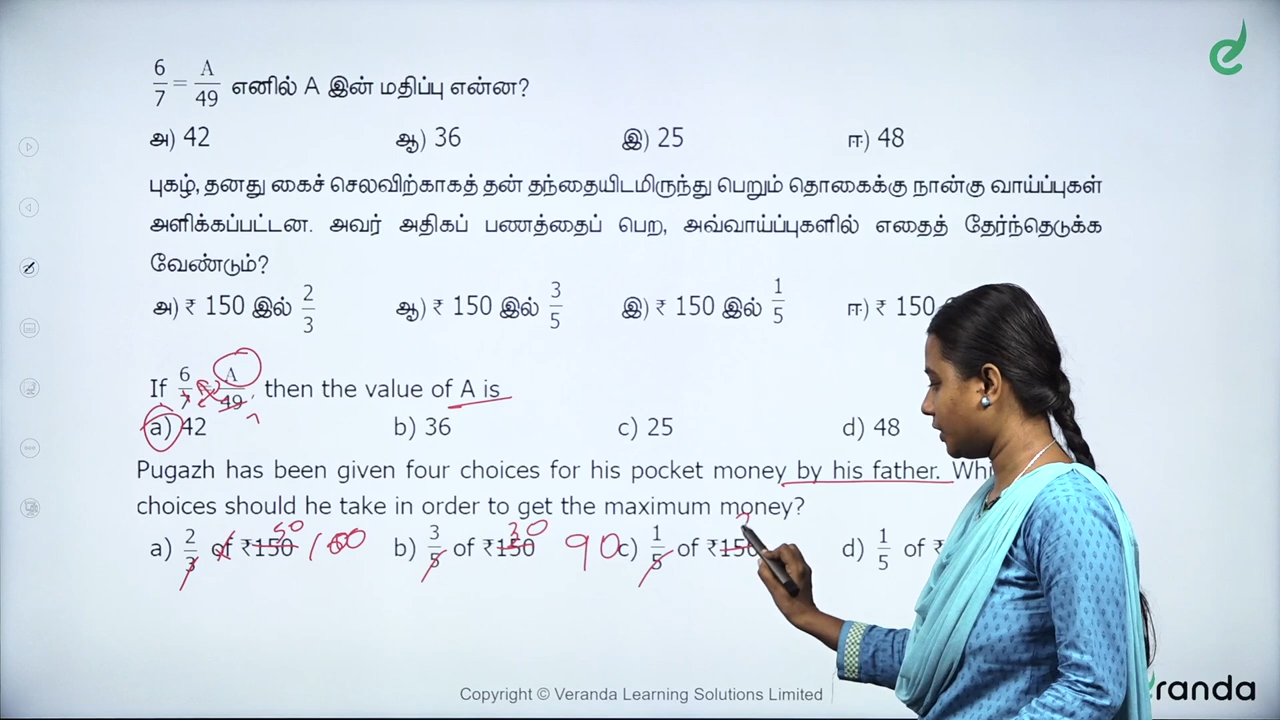 6/7 = A/49 எனில் A இன் மதிப்பு என்ன?
அ) 42 ஆ) 36 இ) 25 ஈ) 48
புகழ், தனது கைச் செலவிற்காகத் தன் தந்தையிடமிருந்து பெறும் தொகைக்கு நான்கு வாய்ப்புகள்
அளிக்கப்பட்டன. அவர் அதிகப் பணத்தைப் பெற, அவ்வாய்ப்புகளில் எதைத் தேர்ந்தெடுக்க
வேண்டும்?
அ) ₹ 150 இல் 2/3 ஆ) ₹ 150 இல் 3/5 இ) ₹ 150 இல் 1/5 ஈ) ₹ 150
If 6/7 = A/49 then the value of A is
a) 42 b) 36 c) 25 d) 48
Pugazh has been given four choices for his pocket money by his father.
choices should he take in order to get the maximum money?
50 30
a) 2/3 of ₹150 100 b) 3/5 of ₹150 90 c) 1/5 of ₹150 d) 1/5 of ₹
Copyright © Veranda Learning Solutions Limited